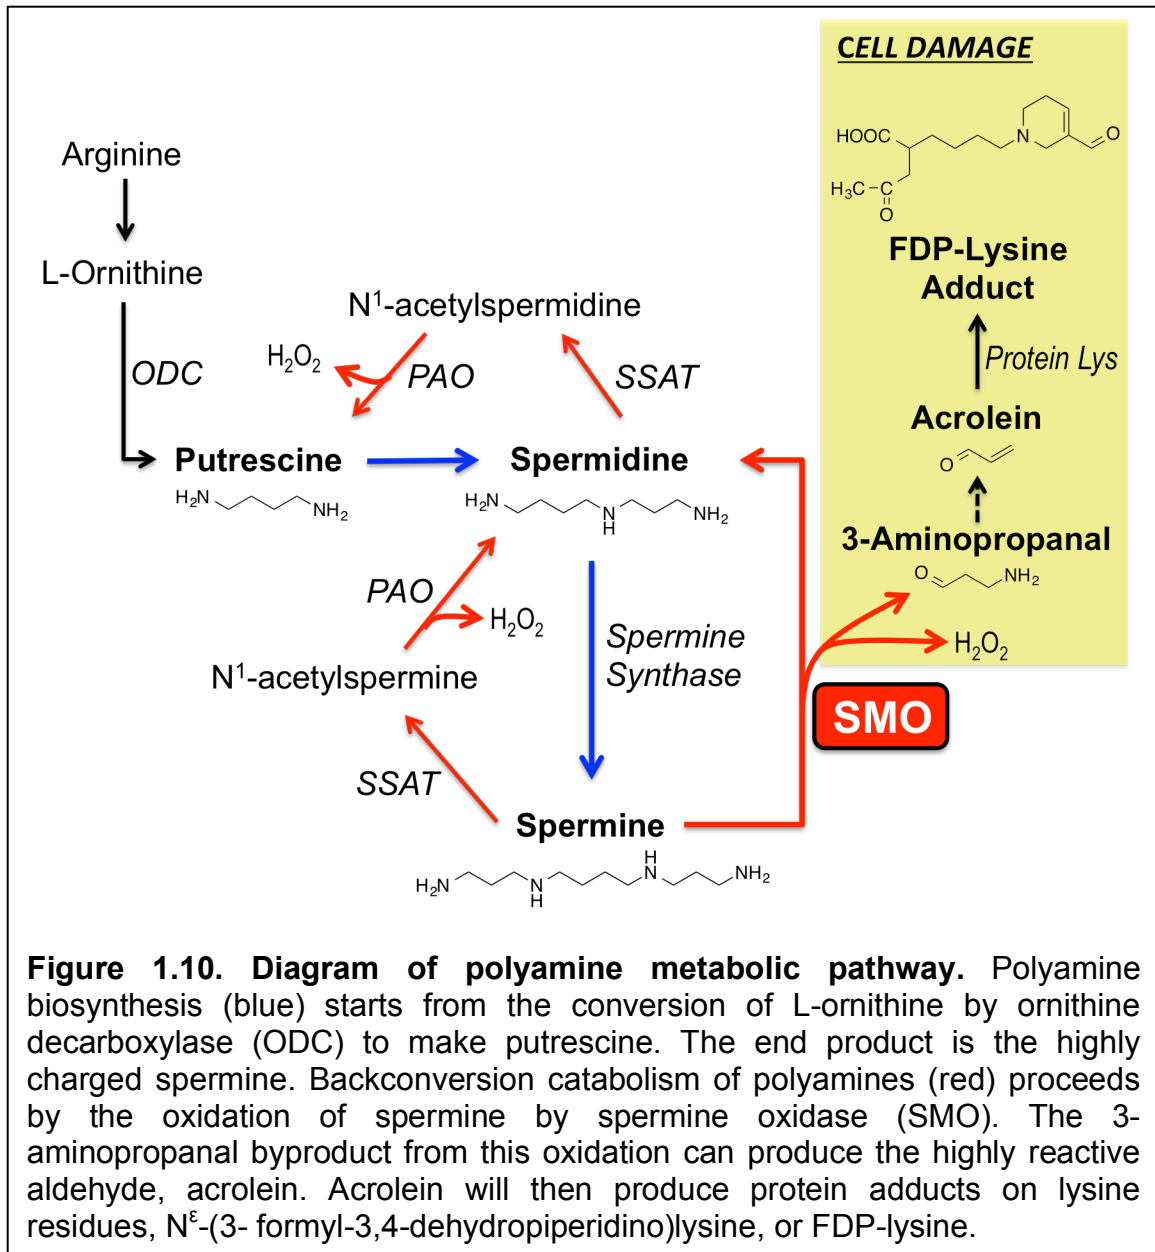 CELL DAMAGE
HOOC
N
O
H₃C-C
O
FDP-Lysine
Adduct
Protein Lys
Acrolein
O
3-Aminopropanal
O
NH₂
H₂O₂
SMO
Arginine
L-Ornithine
ODC
N¹-acetylspermidine
H₂O₂
PAO
SSAT
Putrescine
H₂N
NH₂
Spermidine
H₂N
N
H
NH₂
PAO
H₂O₂
Spermine
Synthase
N¹-acetylspermine
SSAT
Spermine
H₂N
N
H
H
N
NH₂
Figure 1.10. Diagram of polyamine metabolic pathway. Polyamine
biosynthesis (blue) starts from the conversion of L-ornithine by ornithine
decarboxylase (ODC) to make putrescine. The end product is the highly
charged spermine. Backconversion catabolism of polyamines (red) proceeds
by the oxidation of spermine by spermine oxidase (SMO). The 3-
aminopropanal byproduct from this oxidation can produce the highly reactive
aldehyde, acrolein. Acrolein will then produce protein adducts on lysine
residues, Nᵋ-(3- formyl-3,4-dehydropiperidino)lysine, or FDP-lysine.